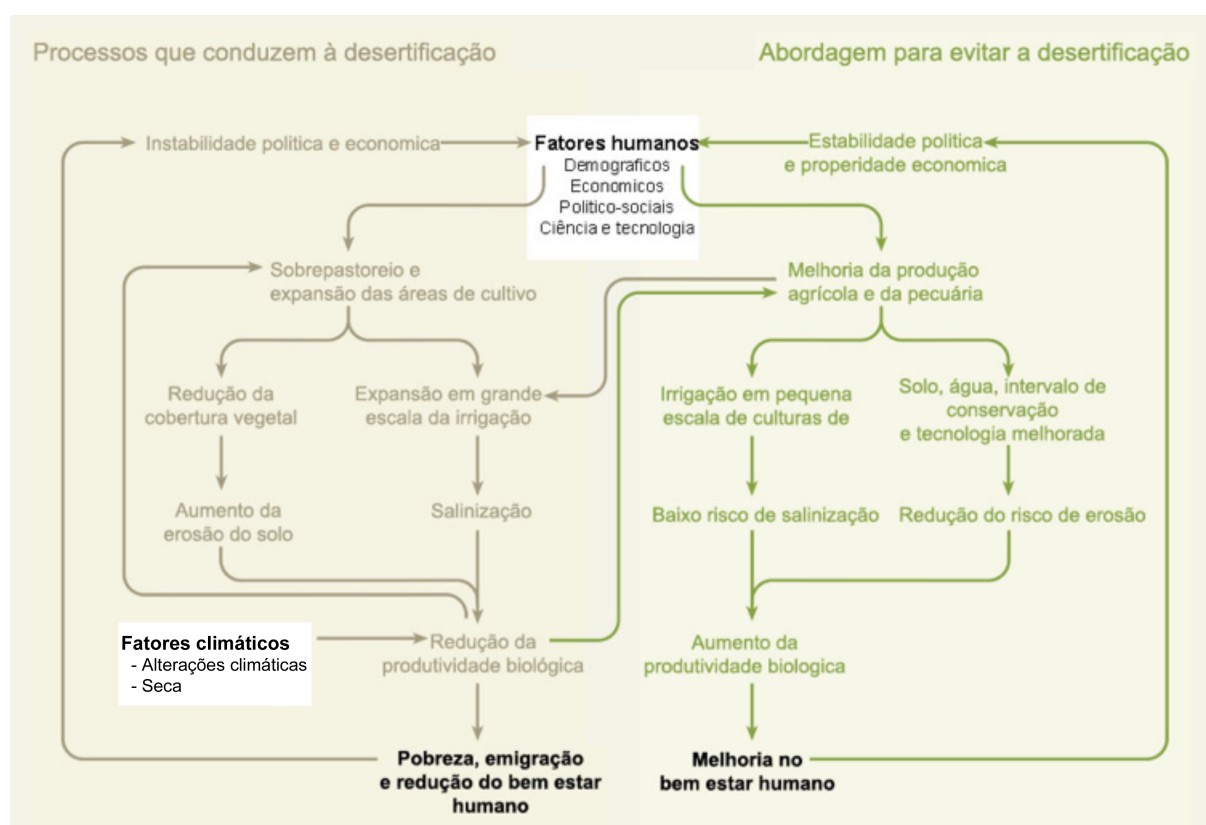 Processos que conduzem à desertificação
Abordagem para evitar a desertificação
Instabilidade politica e economica
Fatores humanos
Demograficos
Economicos
Politico-sociais
Ciência e tecnologia
Estabilidade politica
e properidade economica
Sobrepastoreio e
expansão das áreas de cultivo
Melhoria da produção
agrícola e da pecuária
Redução da
cobertura vegetal
Expansão em grande
escala da irrigação
Irrigação em pequena
escala de culturas de
Solo, água, intervalo de
conservação
e tecnologia melhorada
Aumento da
erosão do solo
Salinização
Baixo risco de salinização
Redução do risco de erosão
Fatores climáticos
- Alterações climáticas
- Seca
Redução da
produtividade biológica
Aumento da
produtividade biologica
Pobreza, emigração
e redução do bem estar
humano
Melhoria no
bem estar humano